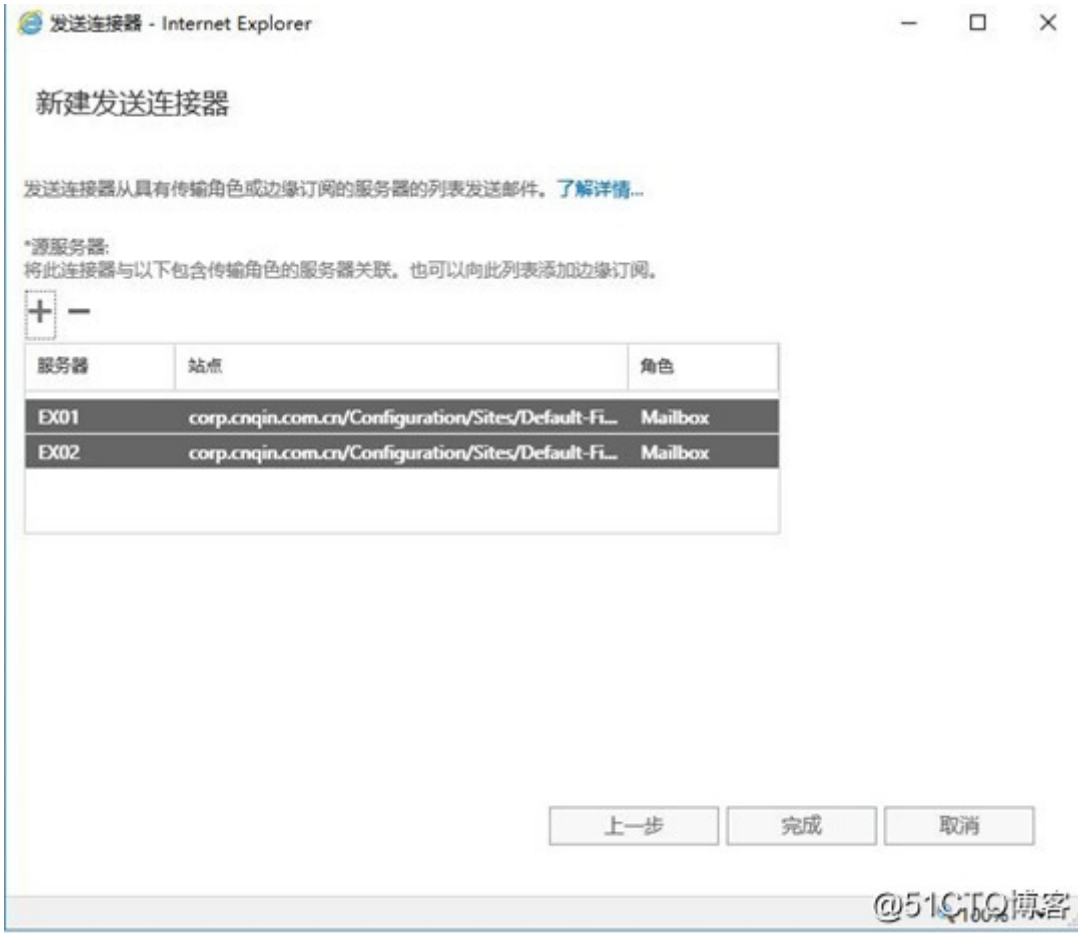 发送连接器 - Internet Explorer
新建发送连接器
发送连接器从具有传输角色或边缘订阅的服务器的列表发送邮件。了解详情...
*源服务器:
将此连接器与以下包含传输角色的服务器关联。也可以向此列表添加边缘订阅。
服务器 站点 角色
EX01 corp.cnqin.com.cn/Configuration/Sites/Default-Fi... Mailbox
EX02 corp.cnqin.com.cn/Configuration/Sites/Default-Fi... Mailbox
上一步 完成 取消
100%
@51CTO博客